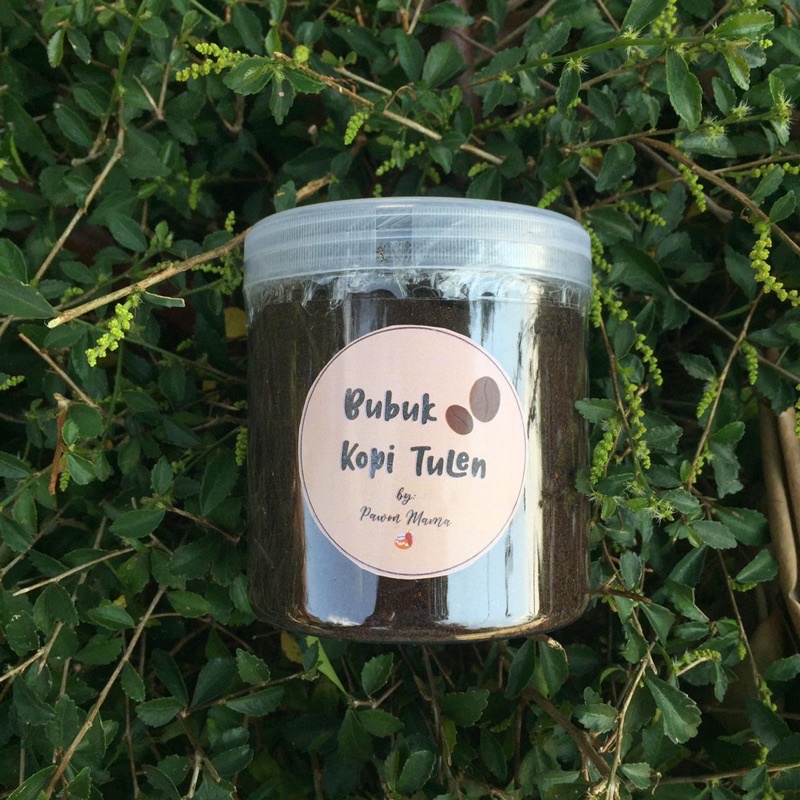 Bubuk
Kopi Tulen
by:
Pawon Mama